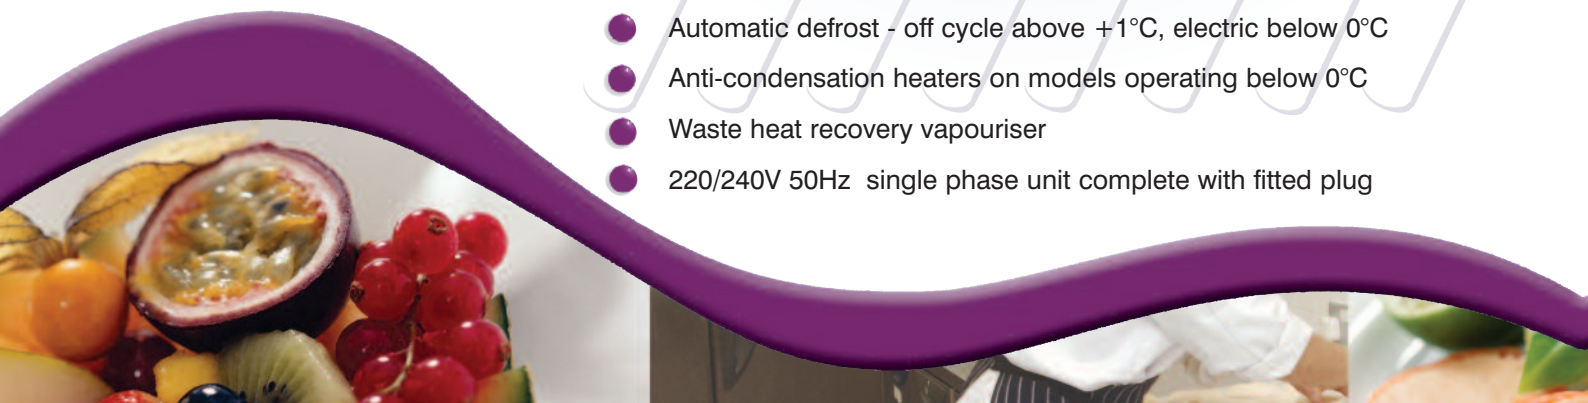 Automatic defrost - off cycle above +1°C, electric below 0°C
Anti-condensation heaters on models operating below 0°C
Waste heat recovery vapouriser
220/240V 50Hz  single phase unit complete with fitted plug